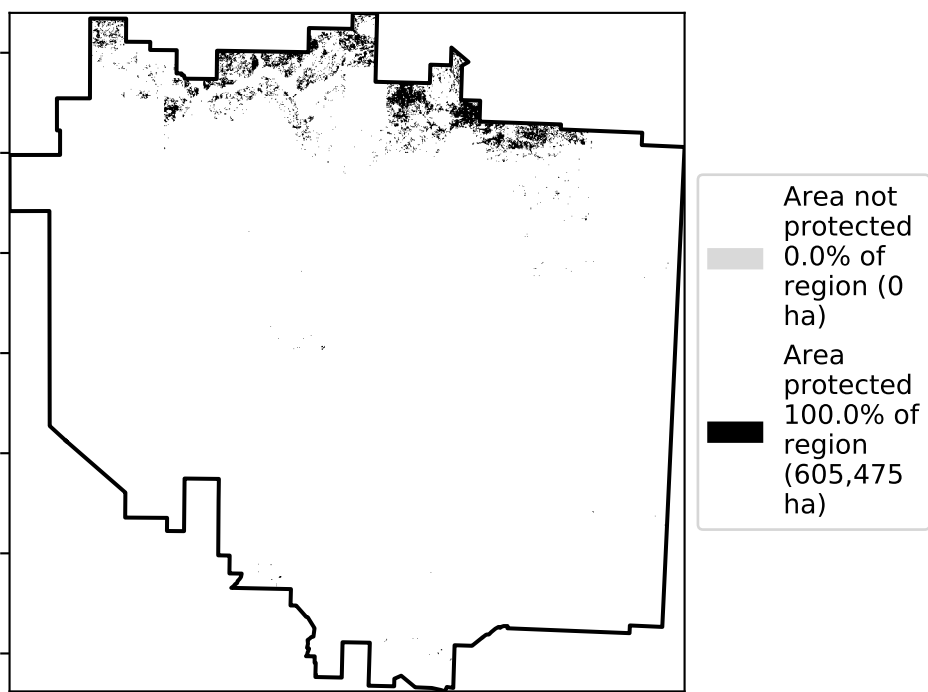 Area not
protected
0.0% of
region (0
ha)
Area
protected
100.0% of
region
(605,475
ha)